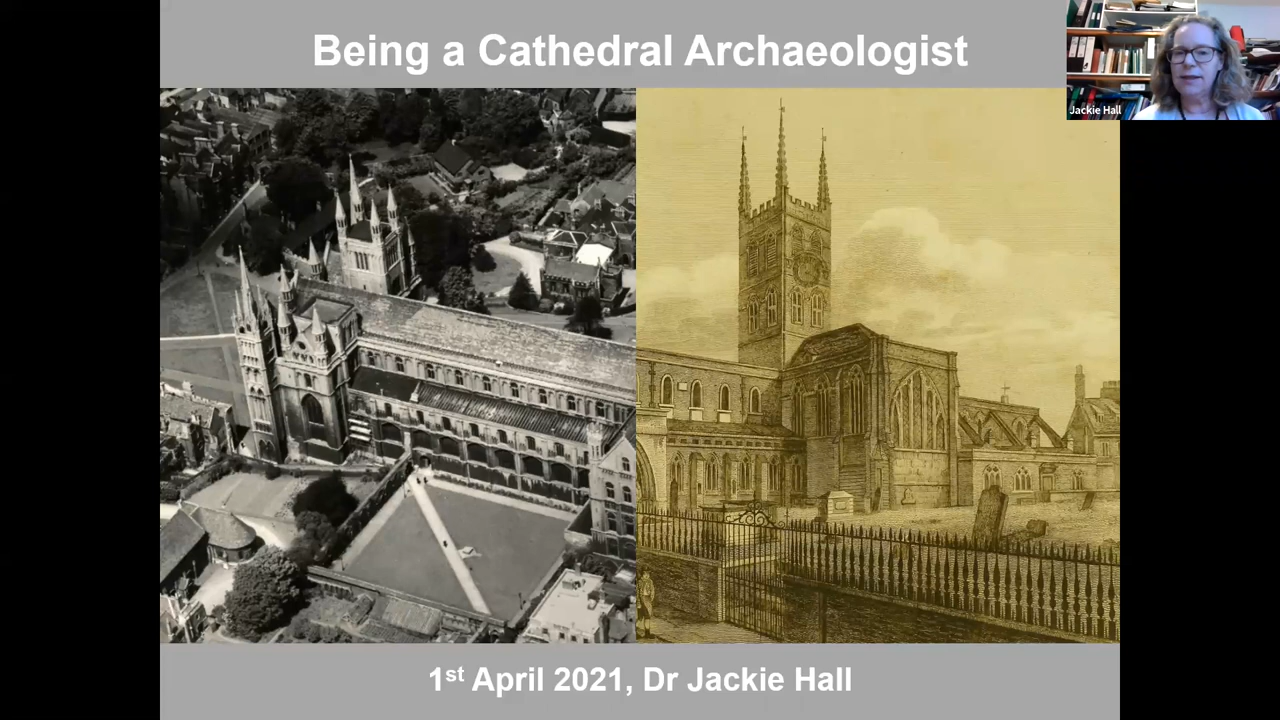 Being a Cathedral Archaeologist
Jackie Hall
1st April 2021, Dr Jackie Hall